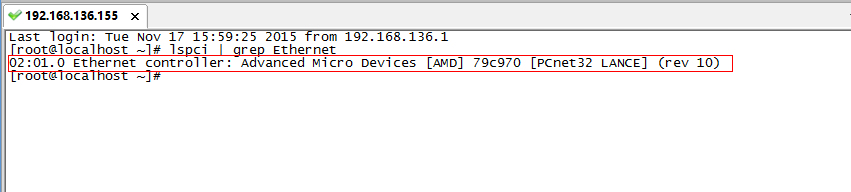 192.168.136.155
Last login: Tue Nov 17 15:59:25 2015 from 192.168.136.1
[root@localhost ~]# lspci | grep Ethernet
02:01.0 Ethernet controller: Advanced Micro Devices [AMD] 79c970 [PCnet32 LANCE] (rev 10)
[root@localhost ~]#